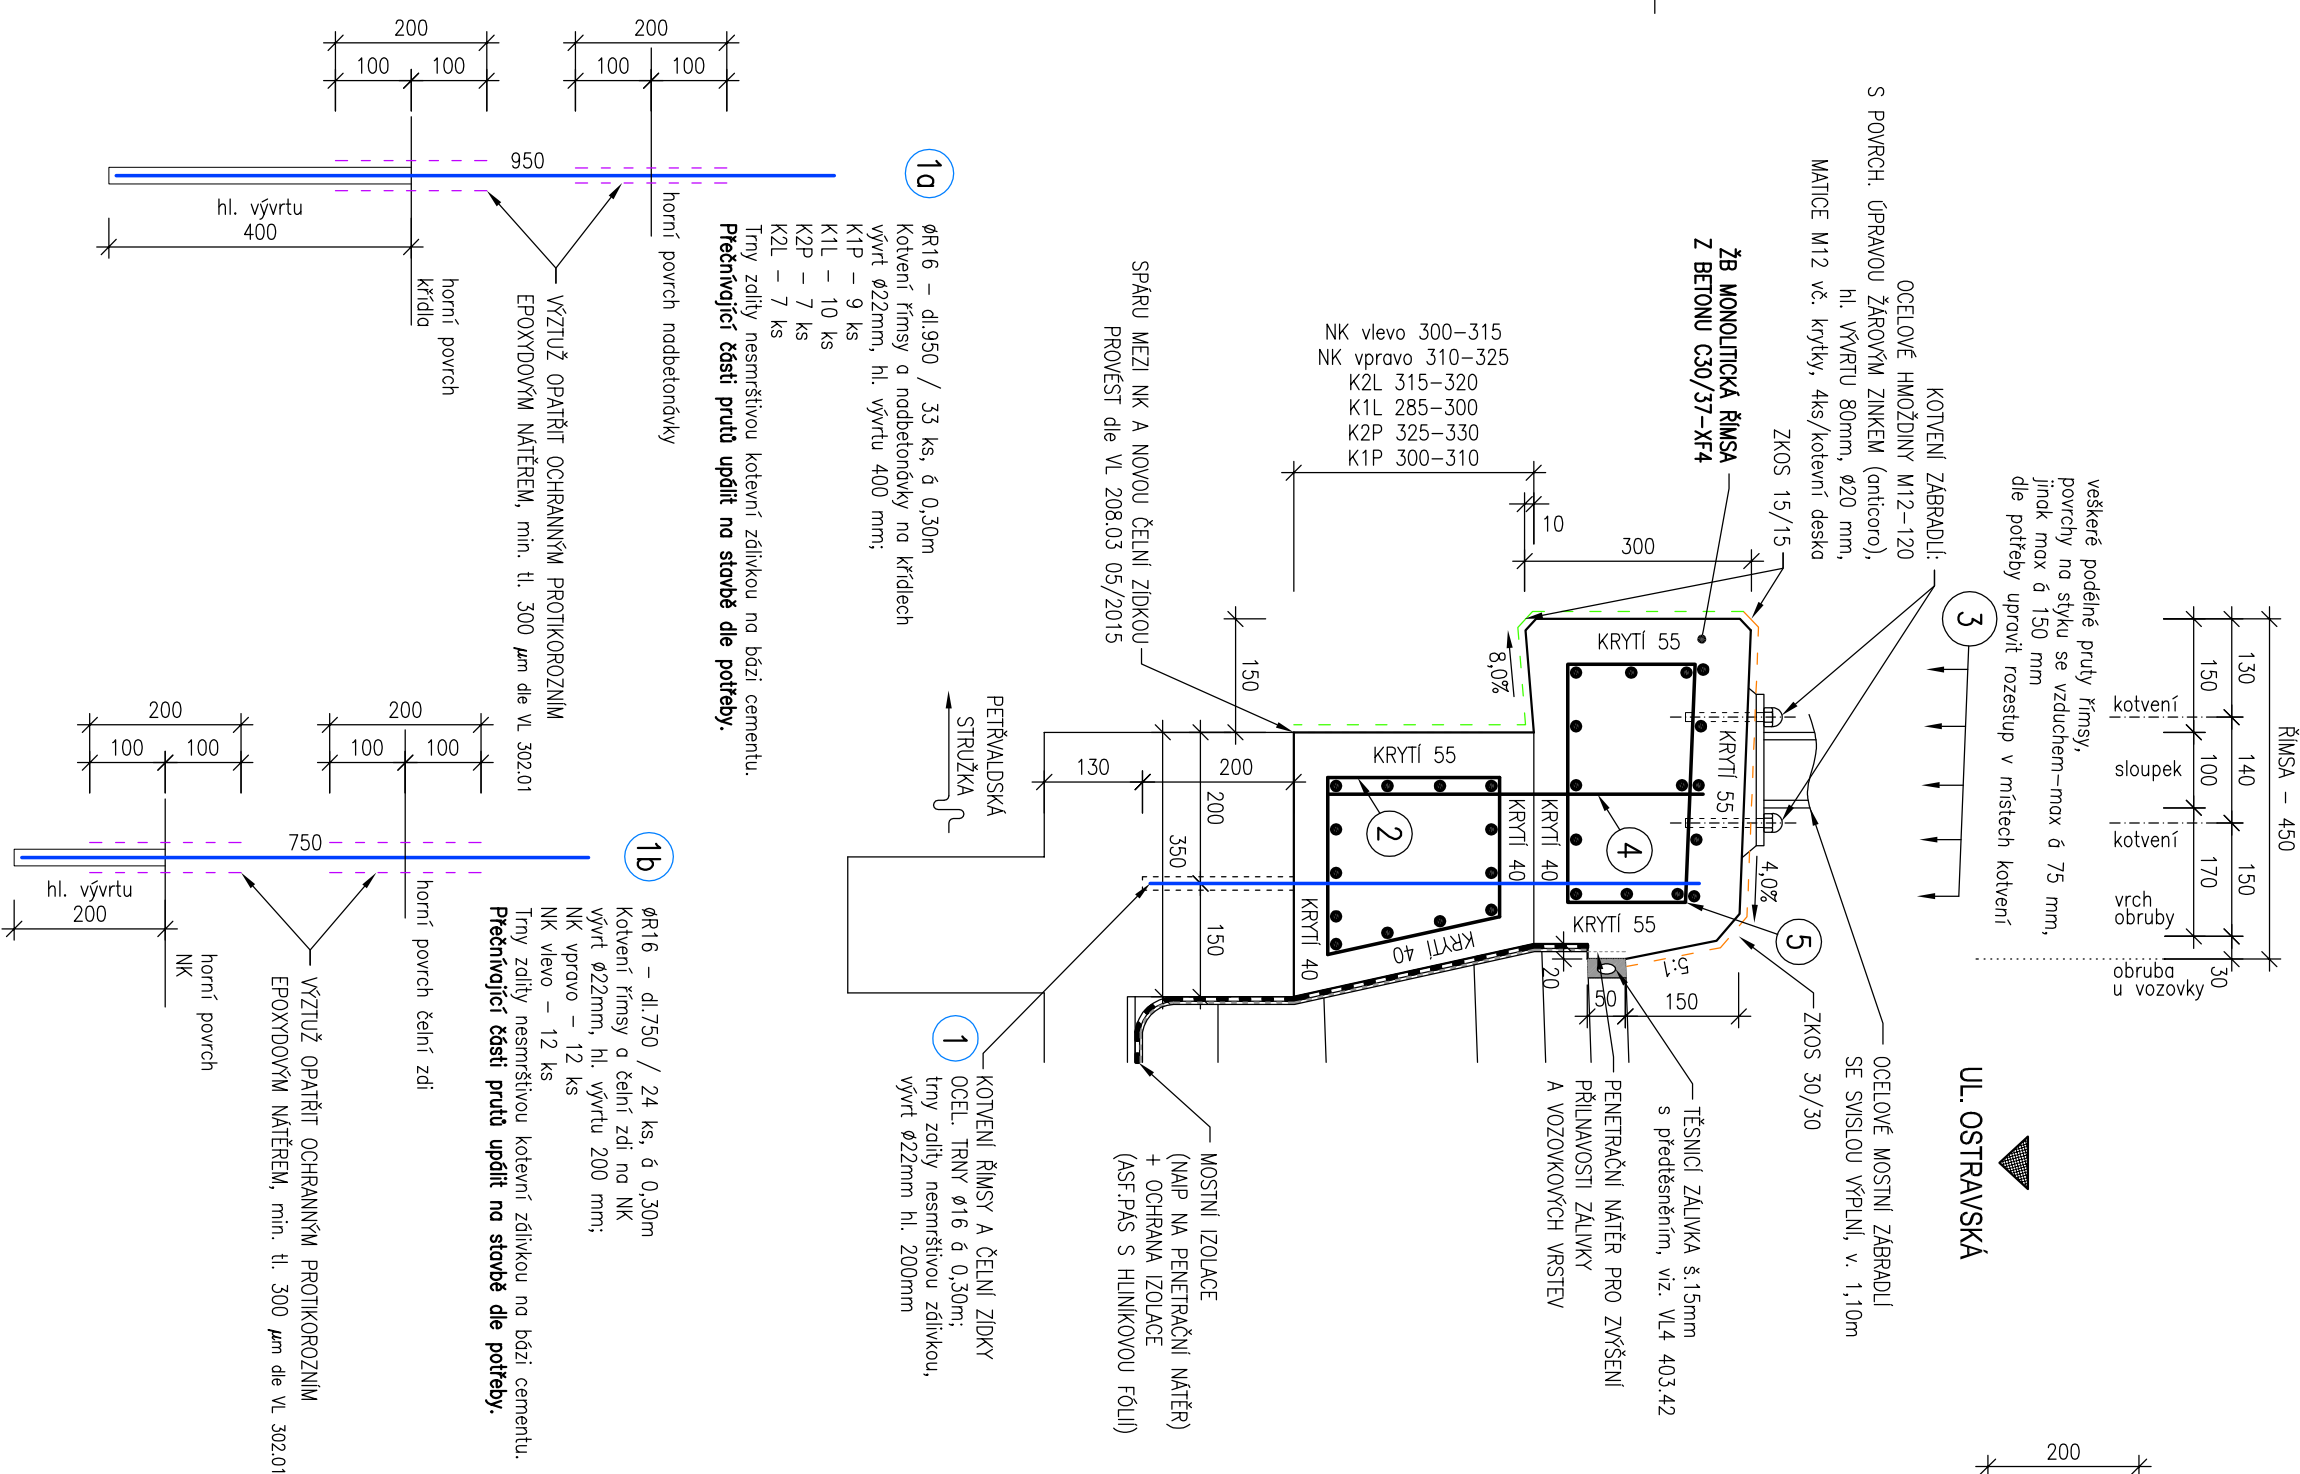 ŘÍMSA - 450
130
140
150
30
150
100
170
kotvení
sloupek
kotvení
vrch
obruby
obruba
u vozovky
veškeré podélné pruty římsy,
povrchy na styku se vzduchem-max á 75 mm,
jinak max á 150 mm
dle potřeby upravit rozestup v místech kotvení
UL. OSTRAVSKÁ
3
KOTVENÍ ZÁBRADLÍ:
OCELOVÉ HMOŽDINY M12-120
S POVRCH. ÚPRAVOU ŽÁROVÝM ZINKEM (anticoro),
hl. VÝVRTU 80mm, ø20 mm,
MATICE M12 vč. krytky, 4ks/kotevní deska
ZKOS 15/15
ŽB MONOLITICKÁ ŘÍMSA
Z BETONU C30/37-XF4
OCELOVÉ MOSTNÍ ZÁBRADLÍ
SE SVISLOU VÝPLNÍ, v. 1,10m
ZKOS 30/30
TĚSNICÍ ZÁLIVKA š.15mm
s předtěsněním, viz. VL4 403.42
PENETRAČNÍ NÁTĚR PRO ZVÝŠENÍ
PŘILNAVOSTI ZÁLIVKY
A VOZOVKOVÝCH VRSTEV
MOSTNÍ IZOLACE
(NAIP NA PENETRAČNÍ NÁTĚR)
+ OCHRANA IZOLACE
(ASF.PÁS S HLINÍKOVOU FÓLIÍ)
1
KOTVENÍ ŘÍMSY A ČELNÍ ZÍDKY
OCEL. TRNY ø16 á 0,30m;
trny zality nesmrštivou zálivkou,
vývrt ø22mm hl. 200mm
NK vlevo 300-315
NK vpravo 310-325
K2L 315-320
K1L 285-300
K2P 325-330
K1P 300-310
10
300
SPÁRU MEZI NK A NOVOU ČELNÍ ZÍDKOU
PROVÉST dle VL 208.03 05/2015
KRYTÍ 55
KRYTÍ 55
KRYTÍ 55
KRYTÍ 55
KRYTÍ 40
KRYTÍ 40
KRYTÍ 40
KRYTÍ 40
8,0%
4,0%
5:1
2
4
5
150
130
200
200
350
150
20
50
150
PETŘVALDSKÁ
STRUŽKA
1a
øR16 - dl.950 / 33 ks, á 0,30m
Kotvení římsy a nadbetonávky na křídlech
vývrt ø22mm, hl. vývrtu 400 mm;
K1P - 9 ks
K1L - 10 ks
K2P - 7 ks
K2L - 7 ks
Trny zality nesmrštivou kotevní zálivkou na bázi cementu.
Přečnívající části prutů upálit na stavbě dle potřeby.
200
100
100
200
100
100
950
hl. vývrtu
400
horní povrch nadbetonávky
horní povrch
křídla
VÝZTUŽ OPATŘIT OCHRANNÝM PROTIKOROZNÍM
EPOXYDOVÝM NÁTĚREM, min. tl. 300 µm dle VL 302.01
1b
øR16 - dl.750 / 24 ks, á 0,30m
Kotvení římsy a čelní zdi na NK
vývrt ø22mm, hl. vývrtu 200 mm;
NK vpravo - 12 ks
NK vlevo - 12 ks
Trny zality nesmrštivou kotevní zálivkou na bázi cementu.
Přečnívající části prutů upálit na stavbě dle potřeby.
200
100
100
200
100
100
750
hl. vývrtu
200
horní povrch čelní zdi
horní povrch
NK
VÝZTUŽ OPATŘIT OCHRANNÝM PROTIKOROZNÍM
EPOXYDOVÝM NÁTĚREM, min. tl. 300 µm dle VL 302.01
200